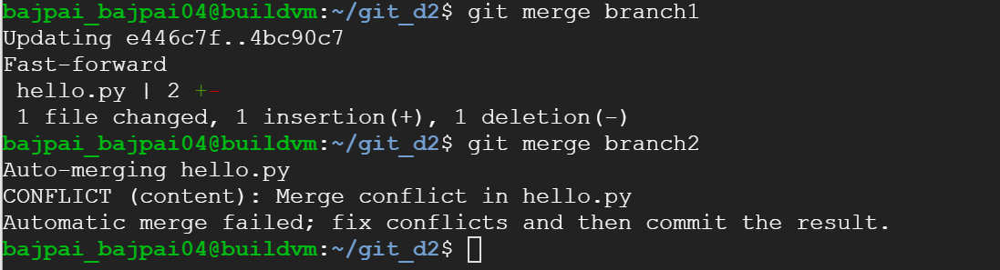 bajpai_bajpai04@buildvm:~/git_d2$ git merge branch1
Updating e446c7f..4bc90c7
Fast-forward
 hello.py | 2 +-
 1 file changed, 1 insertion(+), 1 deletion(-)
bajpai_bajpai04@buildvm:~/git_d2$ git merge branch2
Auto-merging hello.py
CONFLICT (content): Merge conflict in hello.py
Automatic merge failed; fix conflicts and then commit the result.
bajpai_bajpai04@buildvm:~/git_d2$